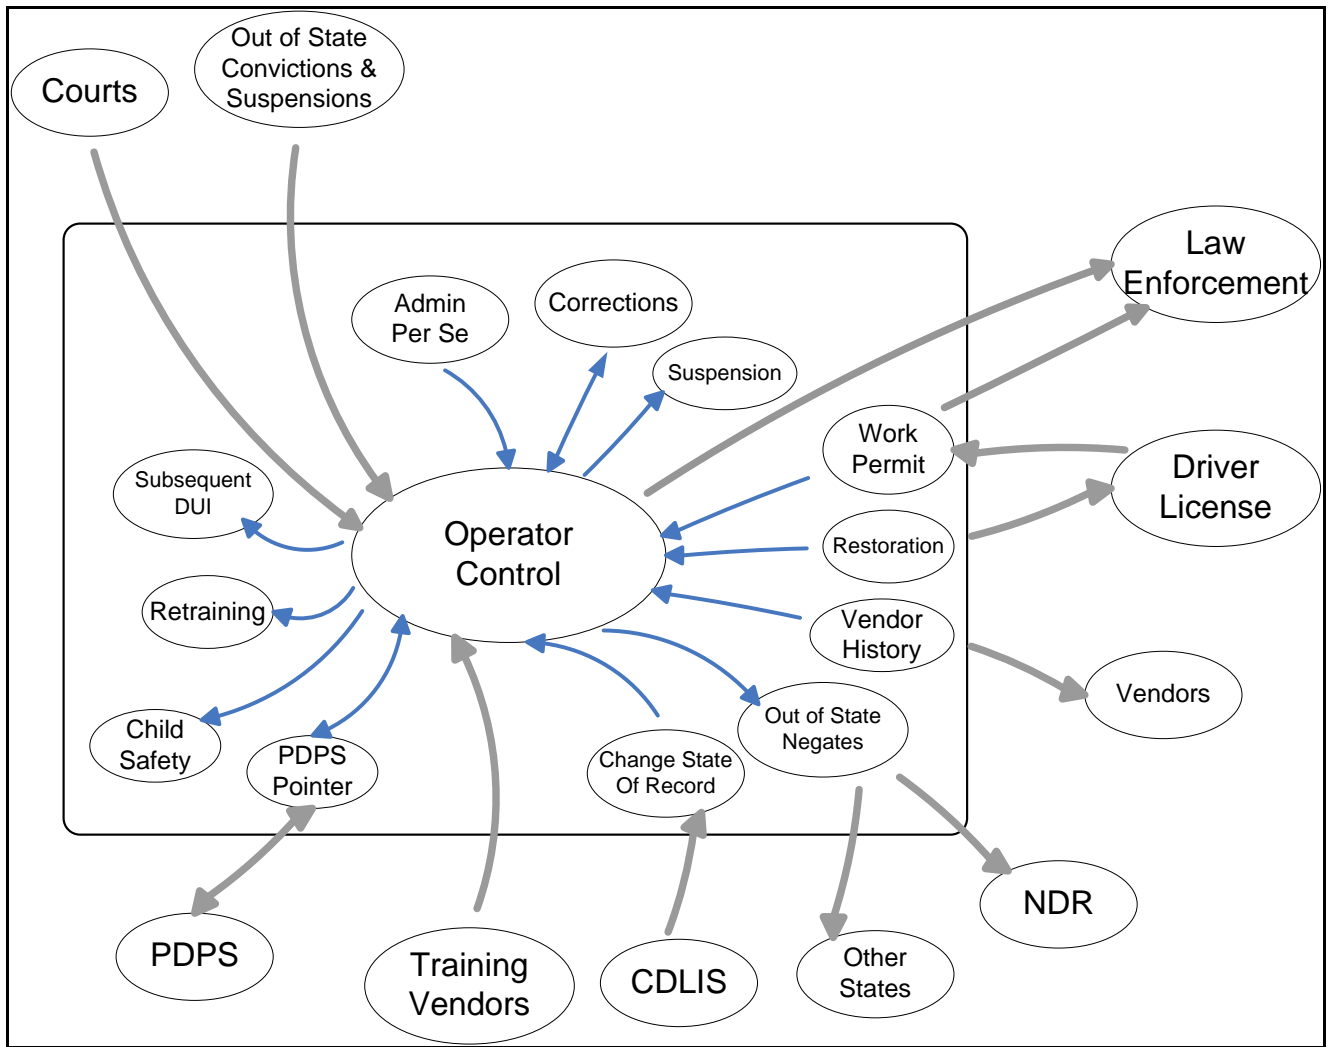 Out of State
Convictions &
Suspensions
Courts
Law
Enforcement
Admin
Per Se
Corrections
Suspension
Work
Permit
Driver
License
Subsequent
DUI
Operator
Control
Restoration
Retraining
Vendor
History
Vendors
Child
Safety
PDPS
Pointer
Change State
Of Record
Out of State
Negates
NDR
PDPS
Training
Vendors
CDLIS
Other
States